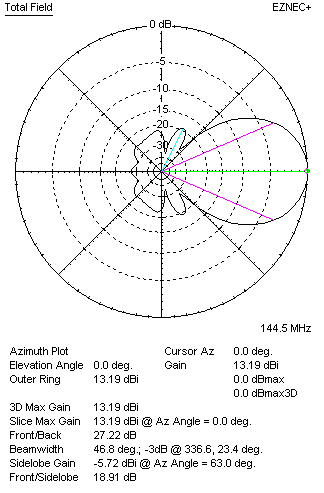 Total Field EZNEC+
0 dB
-5
-10
-15
-20
-30
144.5 MHz
Azimuth Plot Cursor Az 0.0 deg.
Elevation Angle 0.0 deg. Gain 13.19 dBi
Outer Ring 13.19 dBi 0.0 dBmax
0.0 dBmax3D
3D Max Gain 13.19 dBi
Slice Max Gain 13.19 dBi @ Az Angle = 0.0 deg.
Front/Back 27.22 dB
Beamwidth 46.8 deg.; -3dB @ 336.6, 23.4 deg.
Sidelobe Gain -5.72 dBi @ Az Angle = 63.0 deg.
Front/Sidelobe 18.91 dB